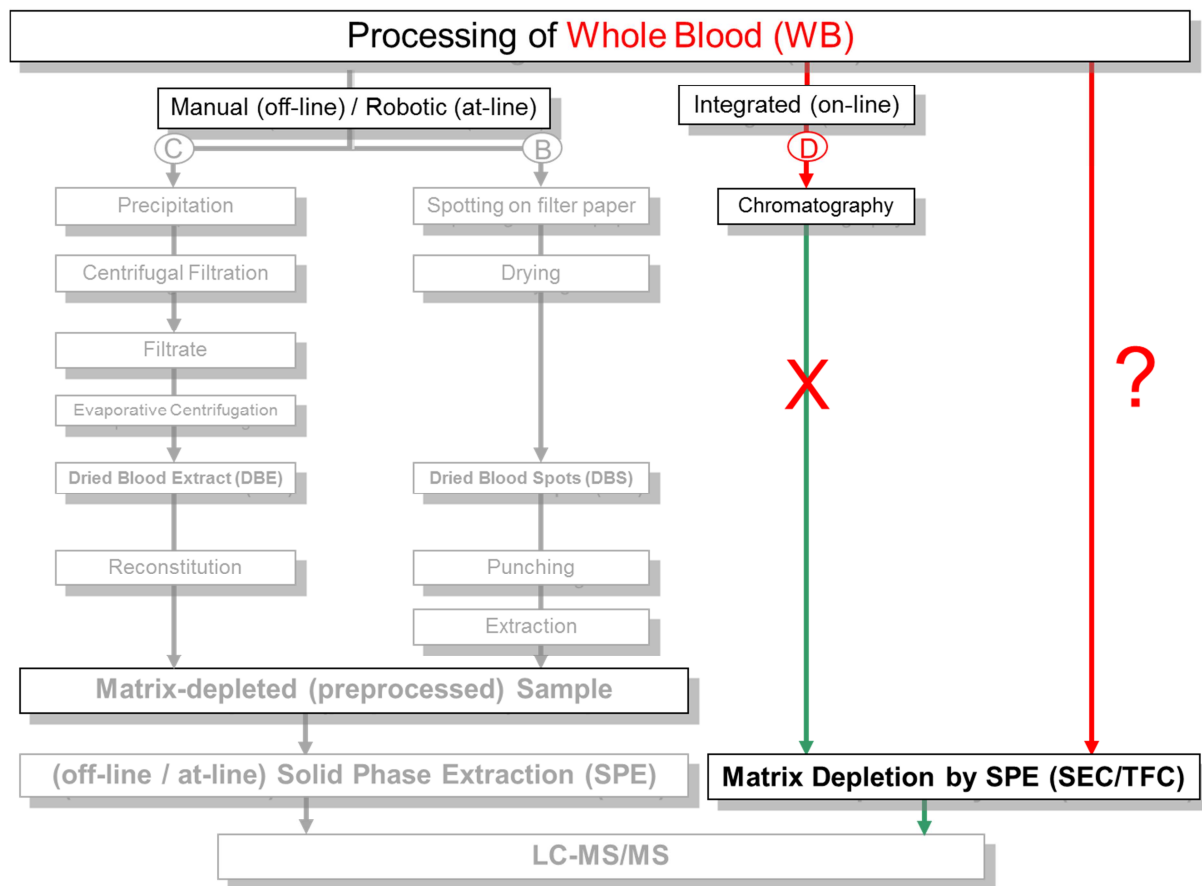 Processing of Whole Blood (WB)
Manual (off-line) / Robotic (at-line)
Integrated (on-line)
C
B
D
Precipitation
Spotting on filter paper
Chromatography
Centrifugal Filtration
Drying
Filtrate
X
?
Evaporative Centrifugation
Dried Blood Extract (DBE)
Dried Blood Spots (DBS)
Reconstitution
Punching
Extraction
Matrix-depleted (preprocessed) Sample
(off-line / at-line) Solid Phase Extraction (SPE)
Matrix Depletion by SPE (SEC/TFC)
LC-MS/MS